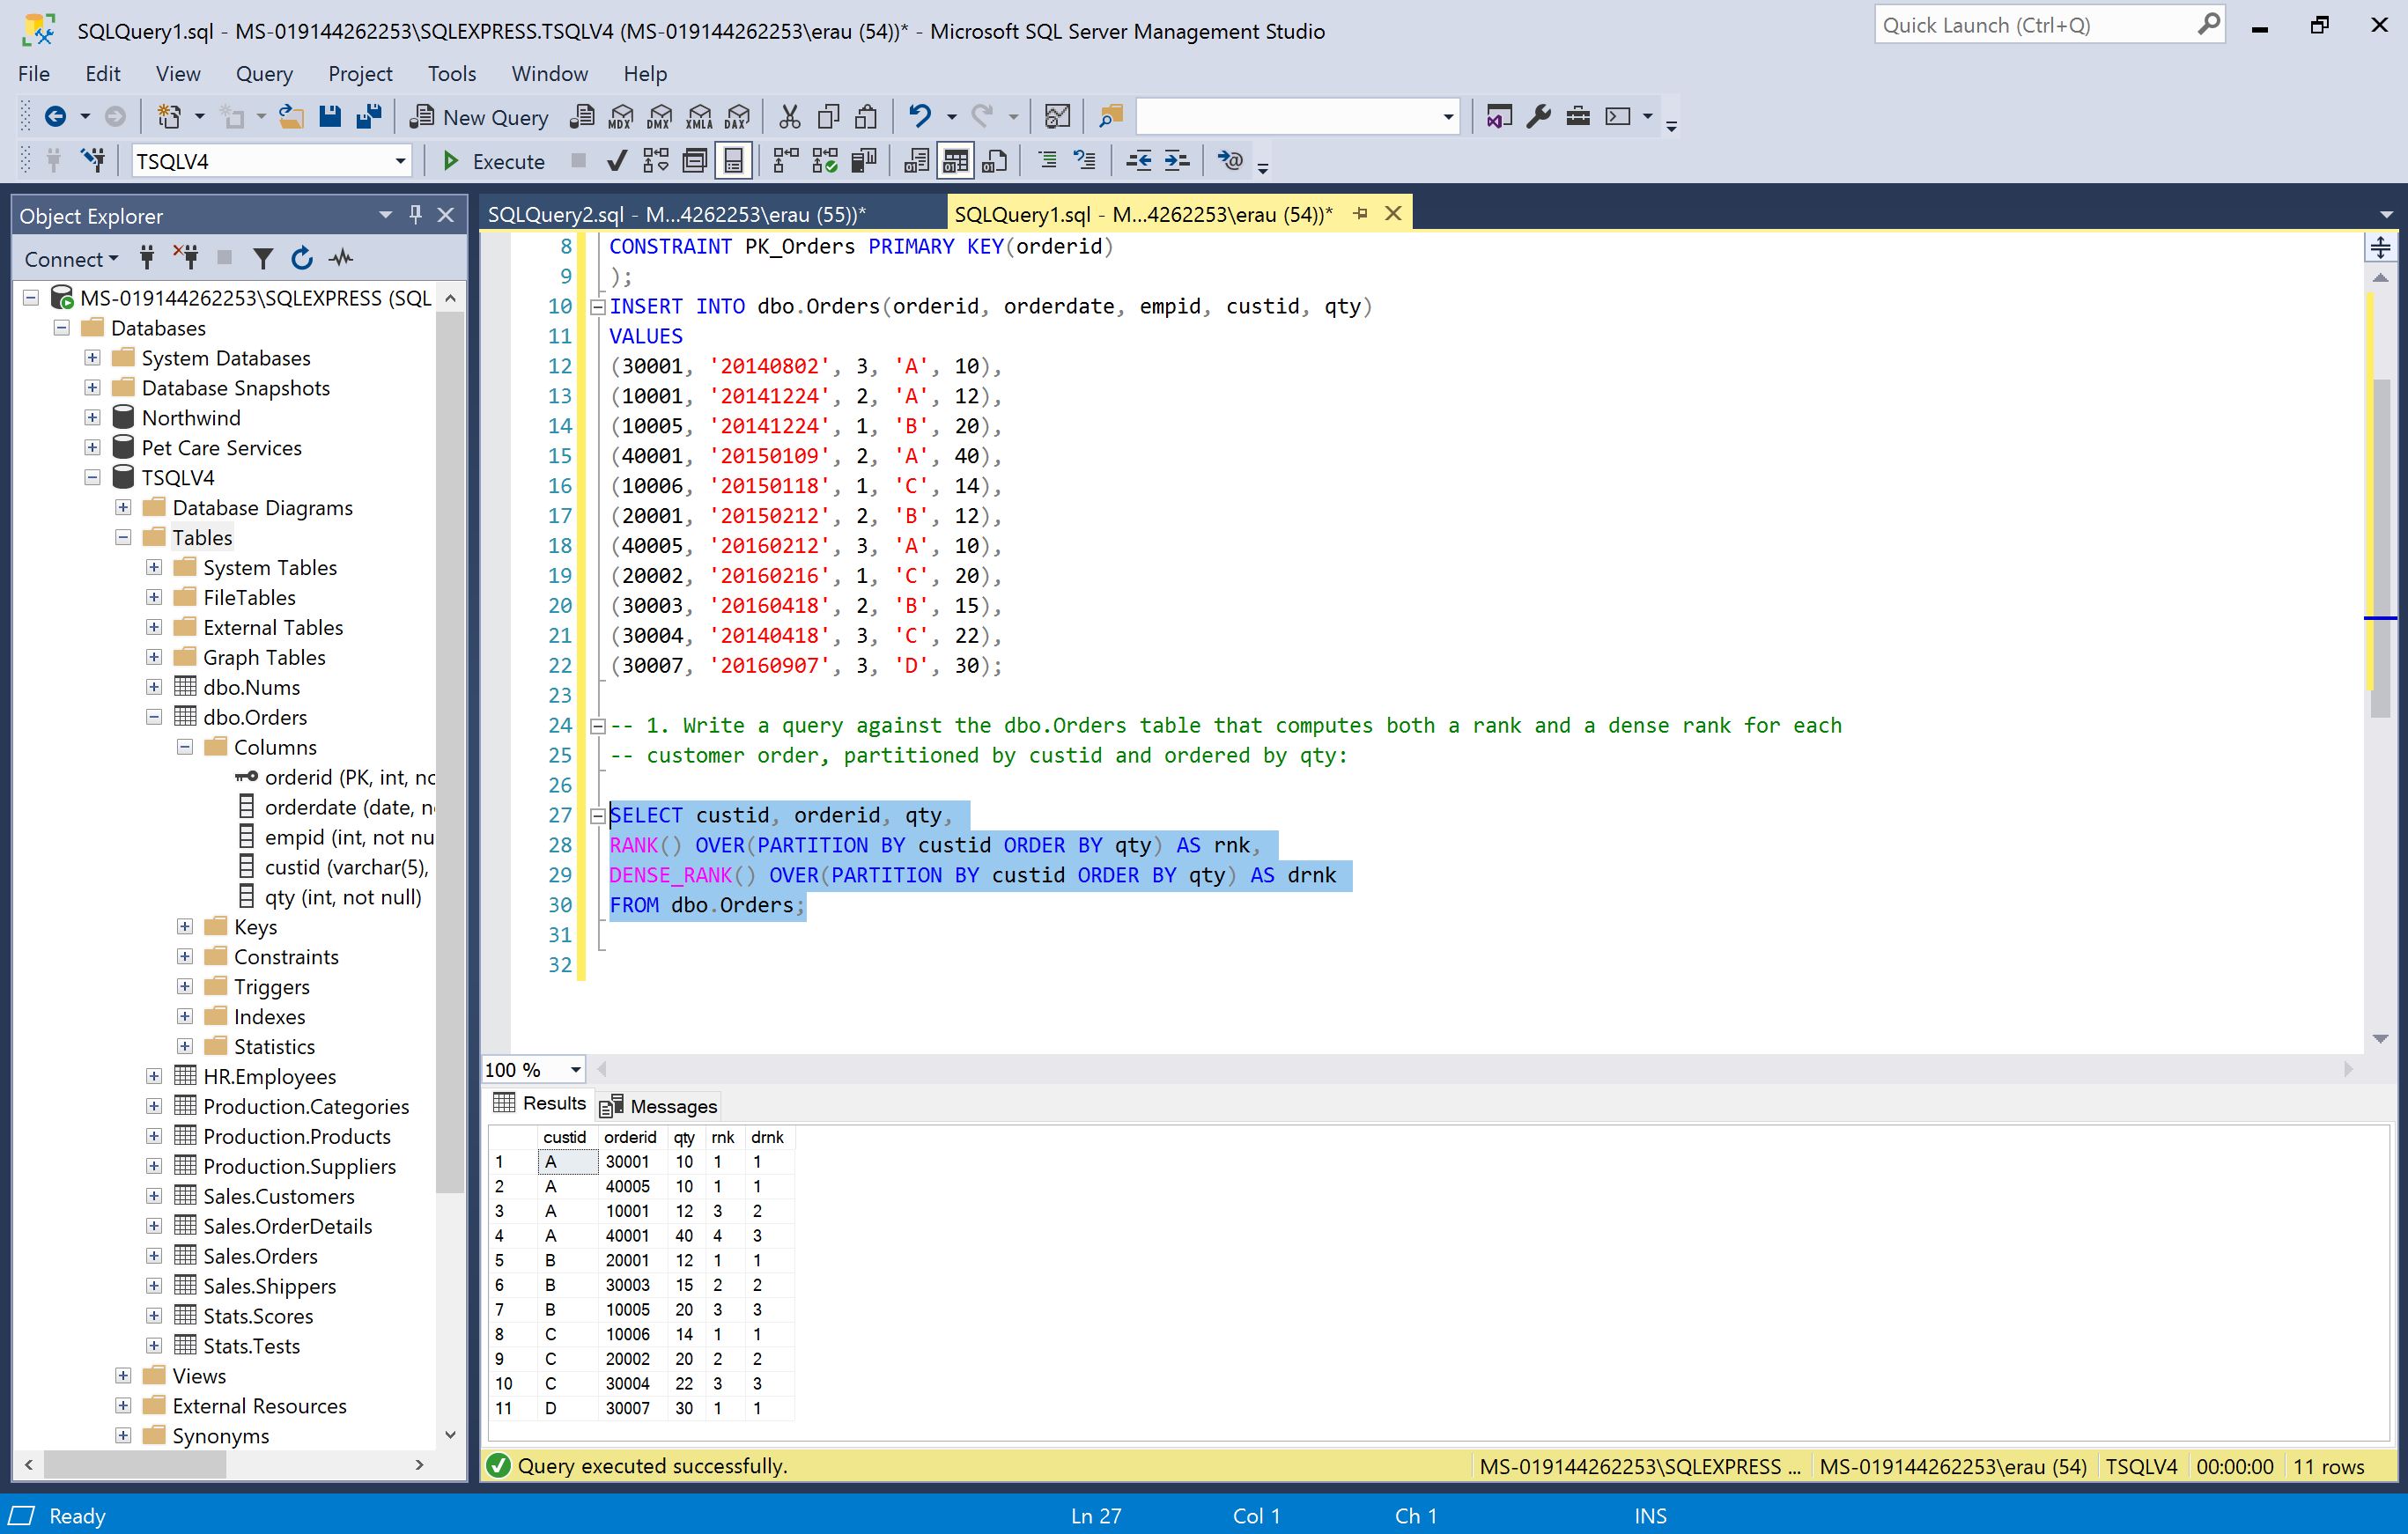 SQLQuery1.sql - MS-019144262253\SQLEXPRESS.TSQLV4 (MS-019144262253\erau (54))* - Microsoft SQL Server Management Studio
Quick Launch (Ctrl+Q)
File Edit View Query Project Tools Window Help
New Query MDX DMX XMLA DAX
TSQLV4 Execute
Object Explorer
Connect
MS-019144262253\SQLEXPRESS (SQL
Databases
System Databases
Database Snapshots
Northwind
Pet Care Services
TSQLV4
Database Diagrams
Tables
System Tables
FileTables
External Tables
Graph Tables
dbo.Nums
dbo.Orders
Columns
orderid (PK, int, nc
orderdate (date, n
empid (int, not nu
custid (varchar(5),
qty (int, not null)
Keys
Constraints
Triggers
Indexes
Statistics
HR.Employees
Production.Categories
Production.Products
Production.Suppliers
Sales.Customers
Sales.OrderDetails
Sales.Orders
Sales.Shippers
Stats.Scores
Stats.Tests
Views
External Resources
Synonyms
SQLQuery2.sql - M...4262253\erau (55))* SQLQuery1.sql - M...4262253\erau (54))*
8 CONSTRAINT PK_Orders PRIMARY KEY(orderid)
9 );
10 INSERT INTO dbo.Orders(orderid, orderdate, empid, custid, qty)
11 VALUES
12 (30001, '20140802', 3, 'A', 10),
13 (10001, '20141224', 2, 'A', 12),
14 (10005, '20141224', 1, 'B', 20),
15 (40001, '20150109', 2, 'A', 40),
16 (10006, '20150118', 1, 'C', 14),
17 (20001, '20150212', 2, 'B', 12),
18 (40005, '20160212', 3, 'A', 10),
19 (20002, '20160216', 1, 'C', 20),
20 (30003, '20160418', 2, 'B', 15),
21 (30004, '20140418', 3, 'C', 22),
22 (30007, '20160907', 3, 'D', 30);
23
24 -- 1. Write a query against the dbo.Orders table that computes both a rank and a dense rank for each
25 -- customer order, partitioned by custid and ordered by qty:
26
27 SELECT custid, orderid, qty,
28 RANK() OVER(PARTITION BY custid ORDER BY qty) AS rnk,
29 DENSE_RANK() OVER(PARTITION BY custid ORDER BY qty) AS drnk
30 FROM dbo.Orders;
31
32
100 %
Results Messages
custid orderid qty rnk drnk
1 A 30001 10 1 1
2 A 40005 10 1 1
3 A 10001 12 3 2
4 A 40001 40 4 3
5 B 20001 12 1 1
6 B 30003 15 2 2
7 B 10005 20 3 3
8 C 10006 14 1 1
9 C 20002 20 2 2
10 C 30004 22 3 3
11 D 30007 30 1 1
Query executed successfully. MS-019144262253\SQLEXPRESS ... MS-019144262253\erau (54) TSQLV4 00:00:00 11 rows
Ready Ln 27 Col 1 Ch 1 INS